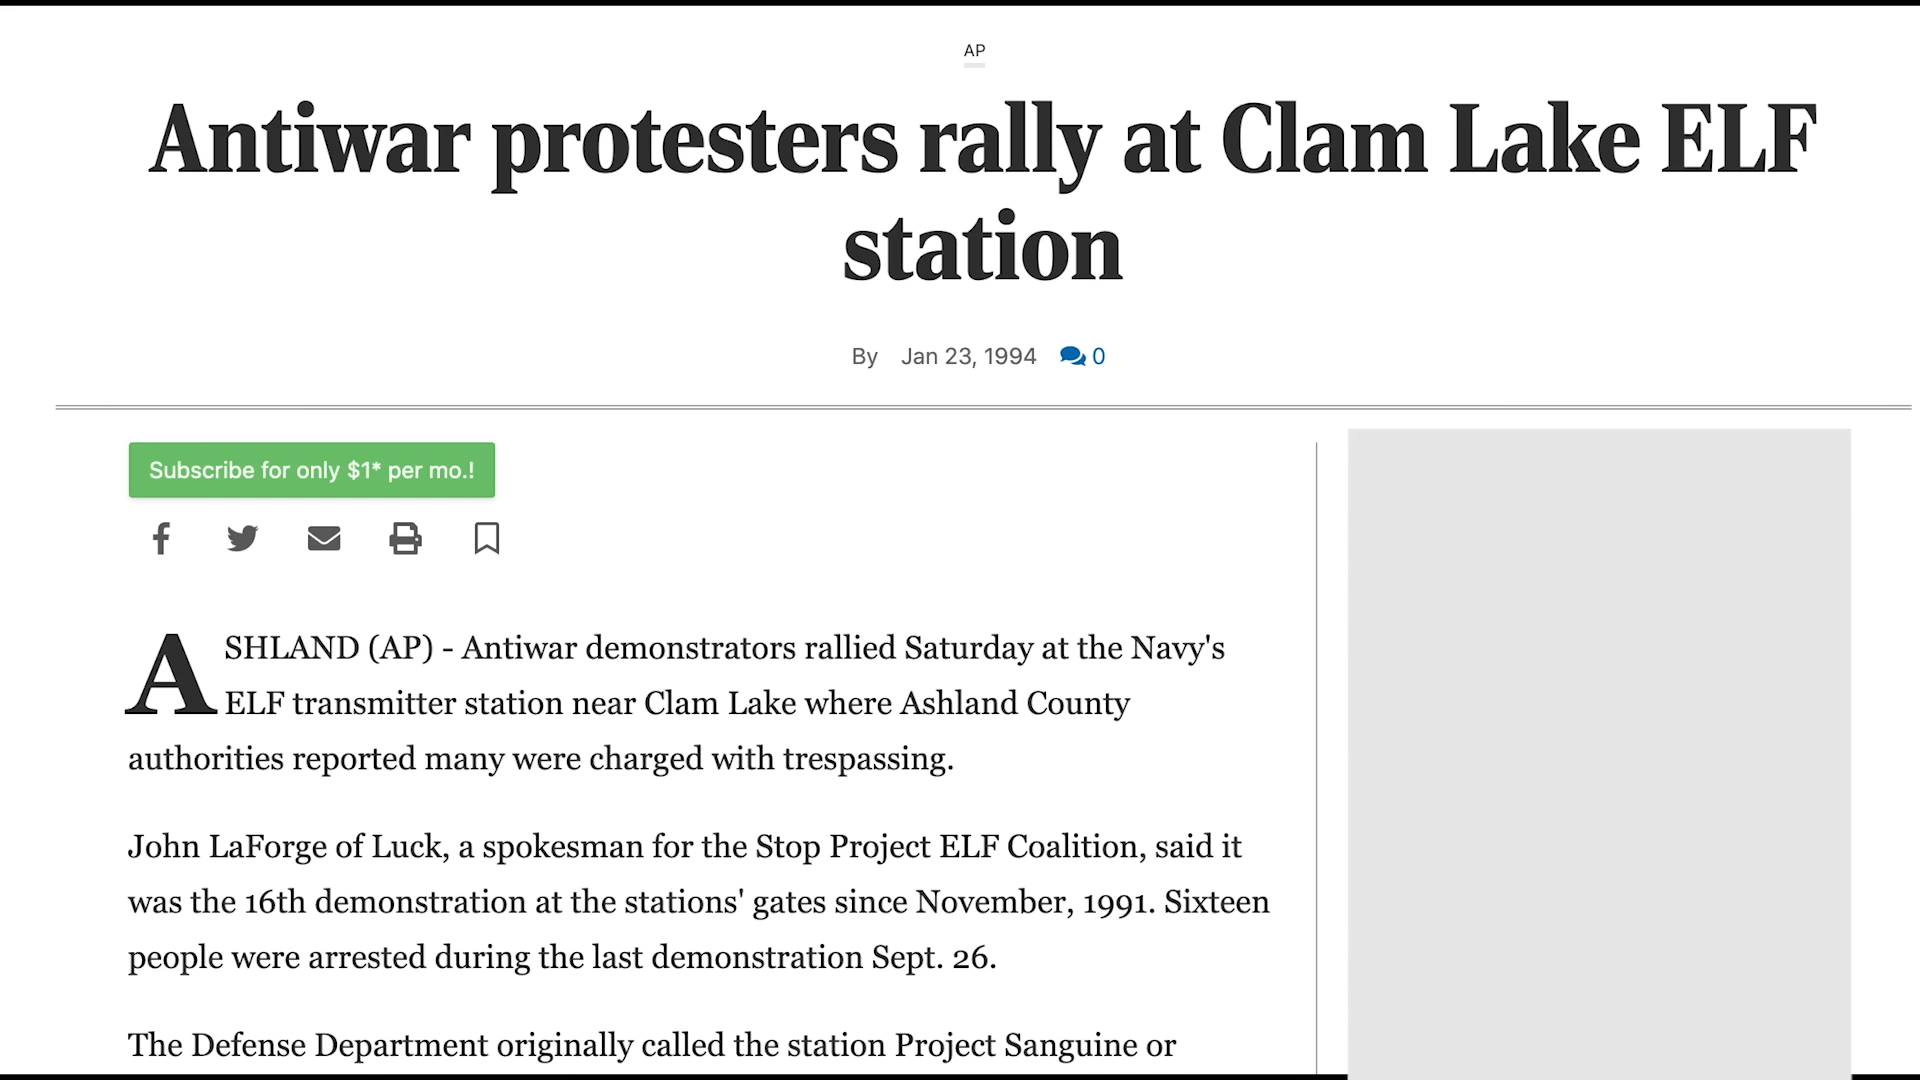 AP
Antiwar protesters rally at Clam Lake ELF
station
By Jan 23, 1994 0
Subscribe for only $1* per mo.!
ASHLAND (AP) - Antiwar demonstrators rallied Saturday at the Navy's
ELF transmitter station near Clam Lake where Ashland County
authorities reported many were charged with trespassing.
John LaForge of Luck, a spokesman for the Stop Project ELF Coalition, said it
was the 16th demonstration at the stations' gates since November, 1991. Sixteen
people were arrested during the last demonstration Sept. 26.
The Defense Department originally called the station Project Sanguine or